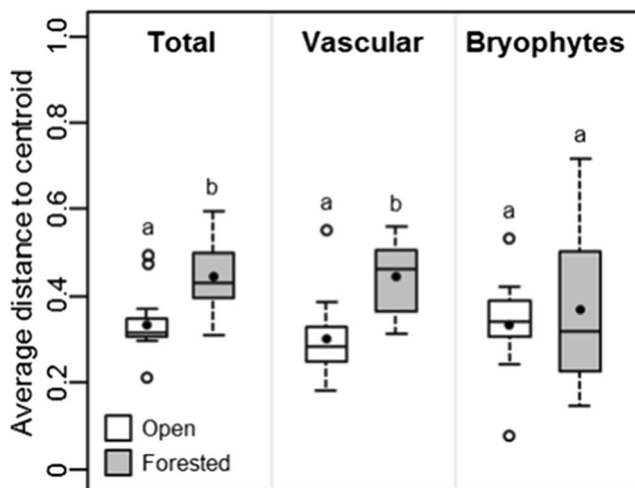 Total Vascular Bryophytes
Average distance to centroid
1.0
0.8
0.6
0.4
0.2
0
a b a b a a
Open
Forested